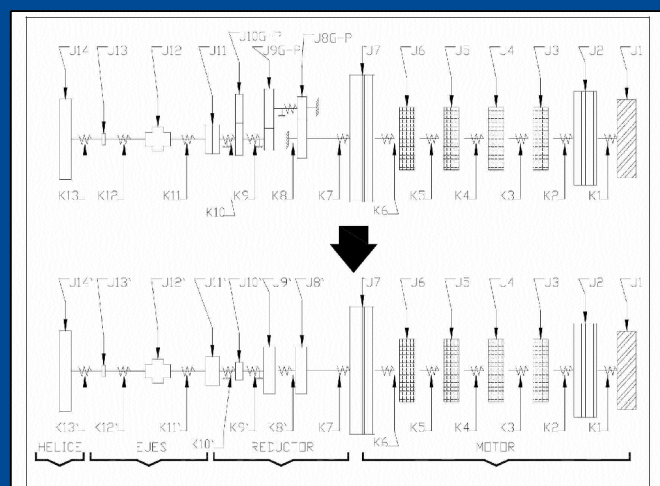 J10G-P
J14 J13 J12 J11 J9G-P J8G-P J7 J6 J5 J4 J3 J2 J1
K13 K12 K11 K10 K9 K8 K7 K6 K5 K4 K3 K2 K1
J14' J13' J12' J11' J10' J9' J8' J7 J6 J5 J4 J3 J2 J1
K13' K12' K11' K10' K9' K8' K7 K6 K5 K4 K3 K2 K1
HELICE EJES REDUCTOR MOTOR